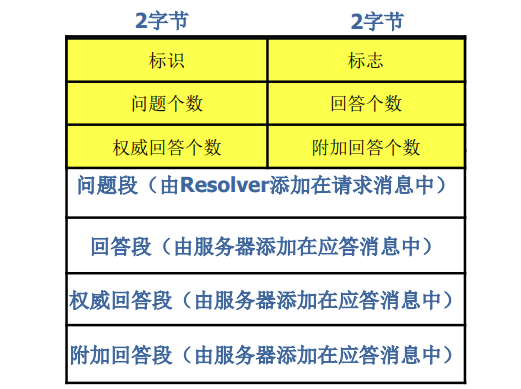 2字节 2字节
标识 标志
问题个数 回答个数
权威回答个数 附加回答个数
问题段（由Resolver添加在请求消息中）
回答段（由服务器添加在应答消息中）
权威回答段（由服务器添加在应答消息中）
附加回答段（由服务器添加在应答消息中）